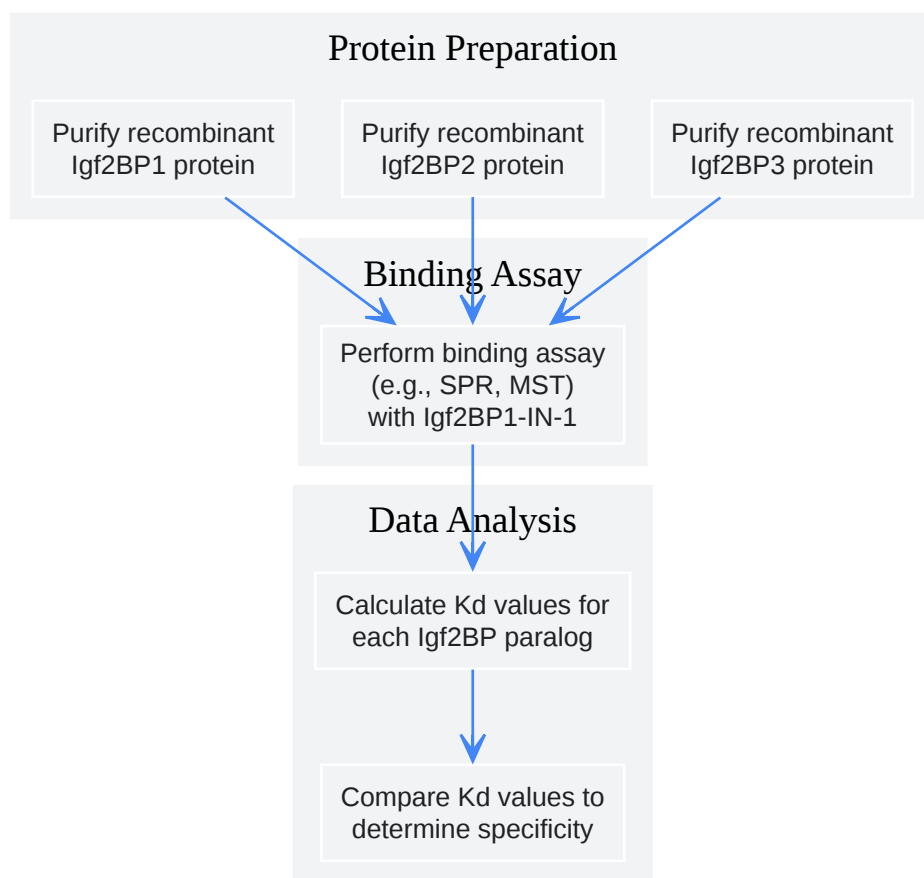 Protein Preparation
Purify recombinant
Igf2BP1 protein
Purify recombinant
Igf2BP2 protein
Purify recombinant
Igf2BP3 protein
Binding Assay
Perform binding assay
(e.g., SPR, MST)
with Igf2BP1-IN-1
Data Analysis
Calculate Kd values for
each Igf2BP paralog
Compare Kd values to
determine specificity